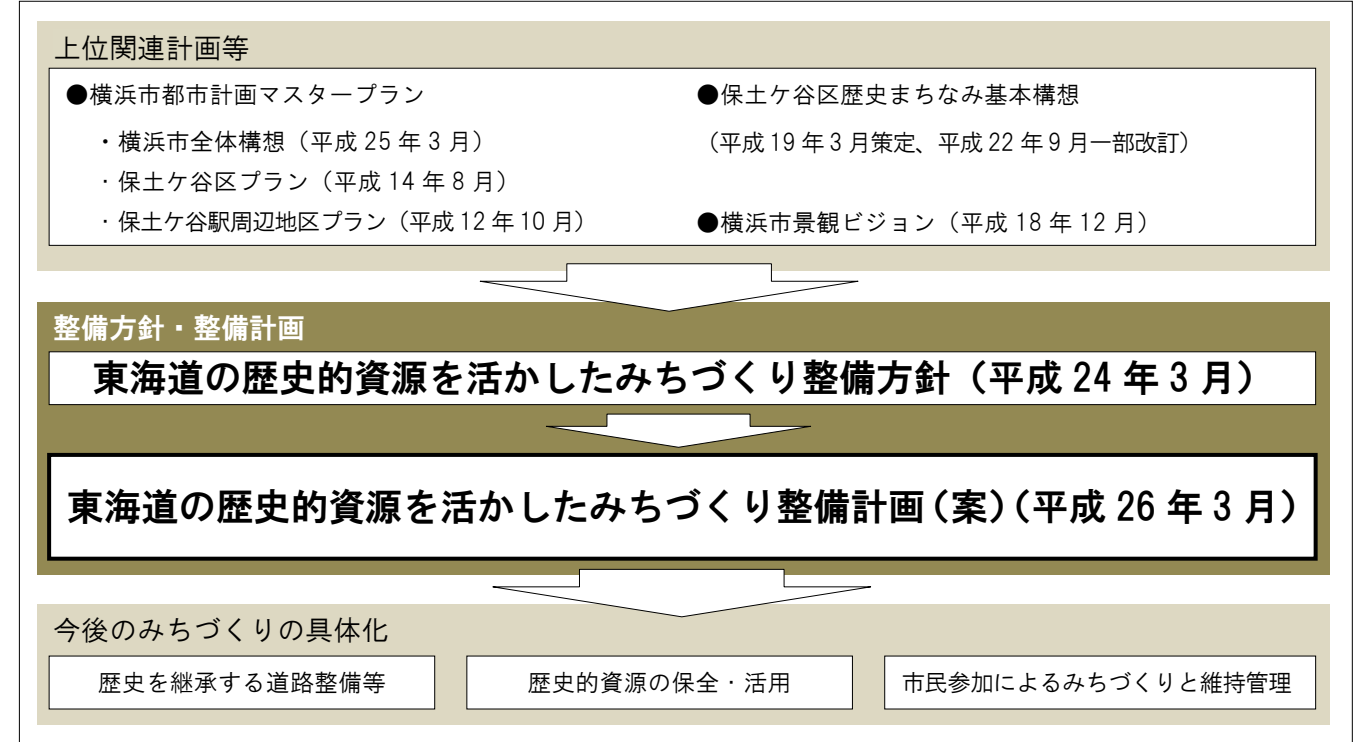 上位関連計画等
●横浜市都市計画マスタープラン
・横浜市全体構想（平成 25 年 3 月）
・保土ケ谷区プラン（平成 14 年 8 月）
・保土ケ谷駅周辺地区プラン（平成 12 年 10 月）
●保土ケ谷区歴史まちなみ基本構想
（平成 19 年 3 月策定、平成 22 年 9 月一部改訂）
●横浜市景観ビジョン（平成 18 年 12 月）
整備方針・整備計画
東海道の歴史的資源を活かしたみちづくり整備方針（平成 24 年 3 月）
東海道の歴史的資源を活かしたみちづくり整備計画（案）（平成 26 年 3 月）
今後のみちづくりの具体化
歴史を継承する道路整備等
歴史的資源の保全・活用
市民参加によるみちづくりと維持管理